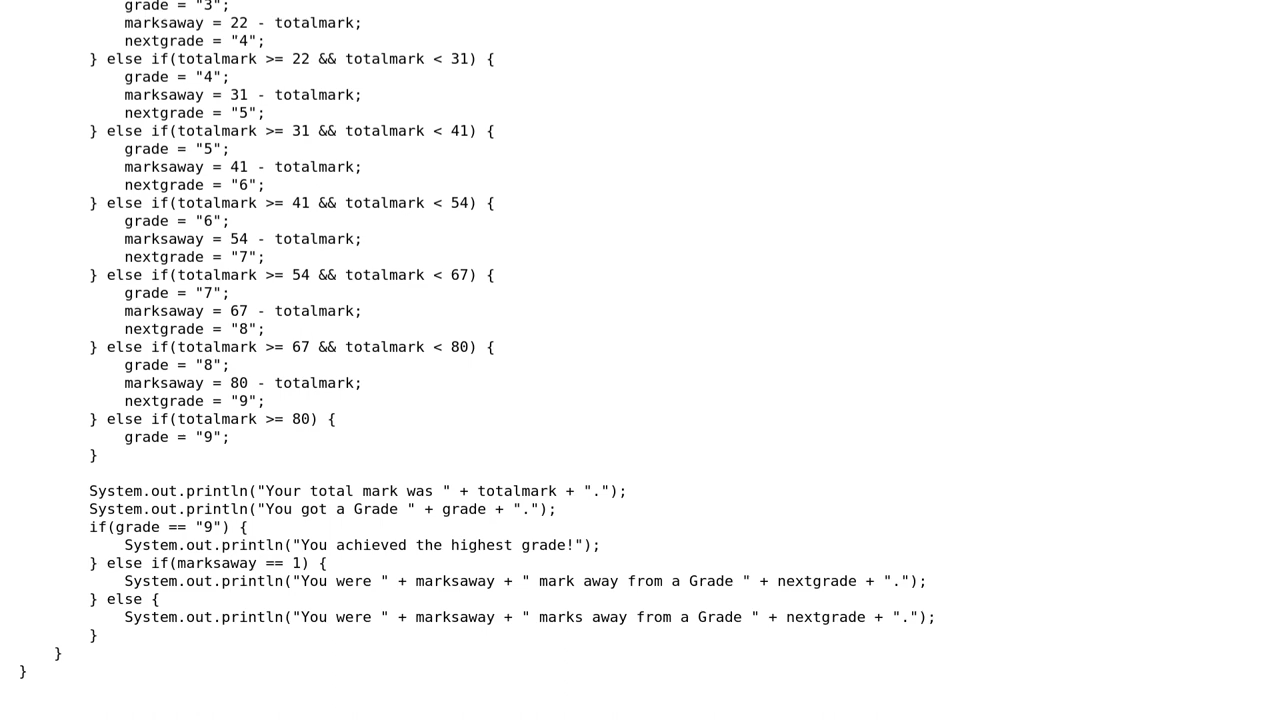 grade = "3";
            marksaway = 22 - totalmark;
            nextgrade = "4";
        } else if(totalmark >= 22 && totalmark < 31) {
            grade = "4";
            marksaway = 31 - totalmark;
            nextgrade = "5";
        } else if(totalmark >= 31 && totalmark < 41) {
            grade = "5";
            marksaway = 41 - totalmark;
            nextgrade = "6";
        } else if(totalmark >= 41 && totalmark < 54) {
            grade = "6";
            marksaway = 54 - totalmark;
            nextgrade = "7";
        } else if(totalmark >= 54 && totalmark < 67) {
            grade = "7";
            marksaway = 67 - totalmark;
            nextgrade = "8";
        } else if(totalmark >= 67 && totalmark < 80) {
            grade = "8";
            marksaway = 80 - totalmark;
            nextgrade = "9";
        } else if(totalmark >= 80) {
            grade = "9";
        }

        System.out.println("Your total mark was " + totalmark + ".");
        System.out.println("You got a Grade " + grade + ".");
        if(grade == "9") {
            System.out.println("You achieved the highest grade!");
        } else if(marksaway == 1) {
            System.out.println("You were " + marksaway + " mark away from a Grade " + nextgrade + ".");
        } else {
            System.out.println("You were " + marksaway + " marks away from a Grade " + nextgrade + ".");
        }
    }
}